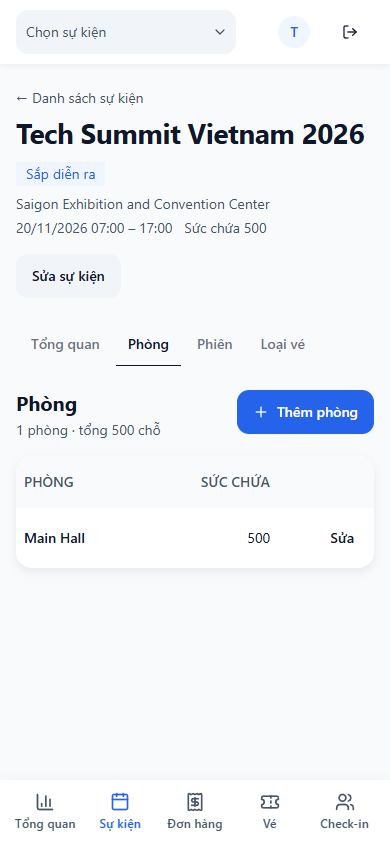 Chọn sự kiện
T
← Danh sách sự kiện
Tech Summit Vietnam 2026
Sắp diễn ra
Saigon Exhibition and Convention Center
20/11/2026 07:00 – 17:00 Sức chứa 500
Sửa sự kiện
Tổng quan Phòng Phiên Loại vé
Phòng
1 phòng · tổng 500 chỗ
+ Thêm phòng
PHÒNG SỨC CHỨA
Main Hall 500 Sửa
Tổng quan Sự kiện Đơn hàng Vé Check-in